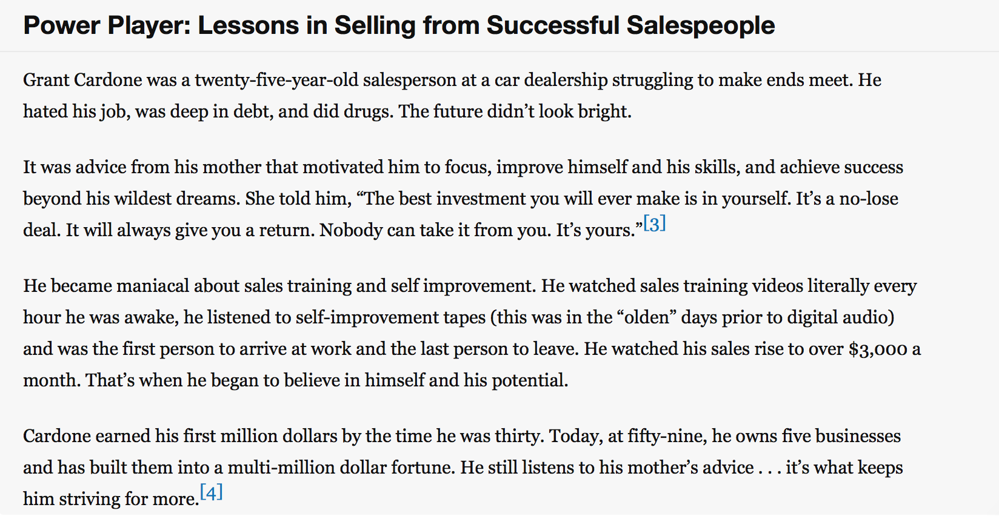 Power Player: Lessons in Selling from Successful Salespeople
Grant Cardone was a twenty-five-year-old salesperson at a car dealership struggling to make ends meet. He
hated his job, was deep in debt, and did drugs. The future didn’t look bright.
It was advice from his mother that motivated him to focus, improve himself and his skills, and achieve success
beyond his wildest dreams. She told him, “The best investment you will ever make is in yourself. It’s a no-lose
deal. It will always give you a return. Nobody can take it from you. It’s yours.”[3]
He became maniacal about sales training and self improvement. He watched sales training videos literally every
hour he was awake, he listened to self-improvement tapes (this was in the “olden” days prior to digital audio)
and was the first person to arrive at work and the last person to leave. He watched his sales rise to over $3,000 a
month. That’s when he began to believe in himself and his potential.
Cardone earned his first million dollars by the time he was thirty. Today, at fifty-nine, he owns five businesses
and has built them into a multi-million dollar fortune. He still listens to his mother’s advice . . . it’s what keeps
him striving for more.[4]